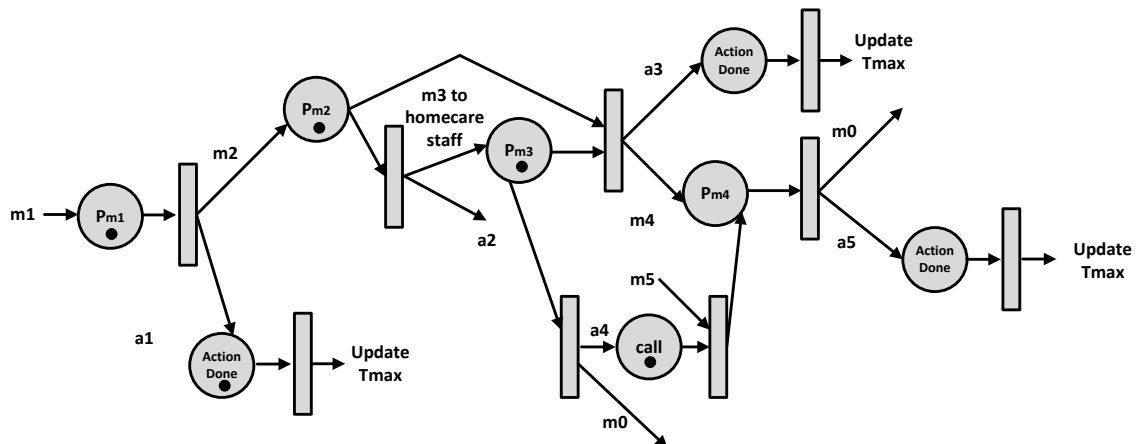 m1
Pm1
m2
a1
Action
Done
Update
Tmax
Pm2
m3 to
homecare
staff
a2
Pm3
a3
Action
Done
Update
Tmax
m4
Pm4
m0
a5
Action
Done
Update
Tmax
m5
a4
call
m0